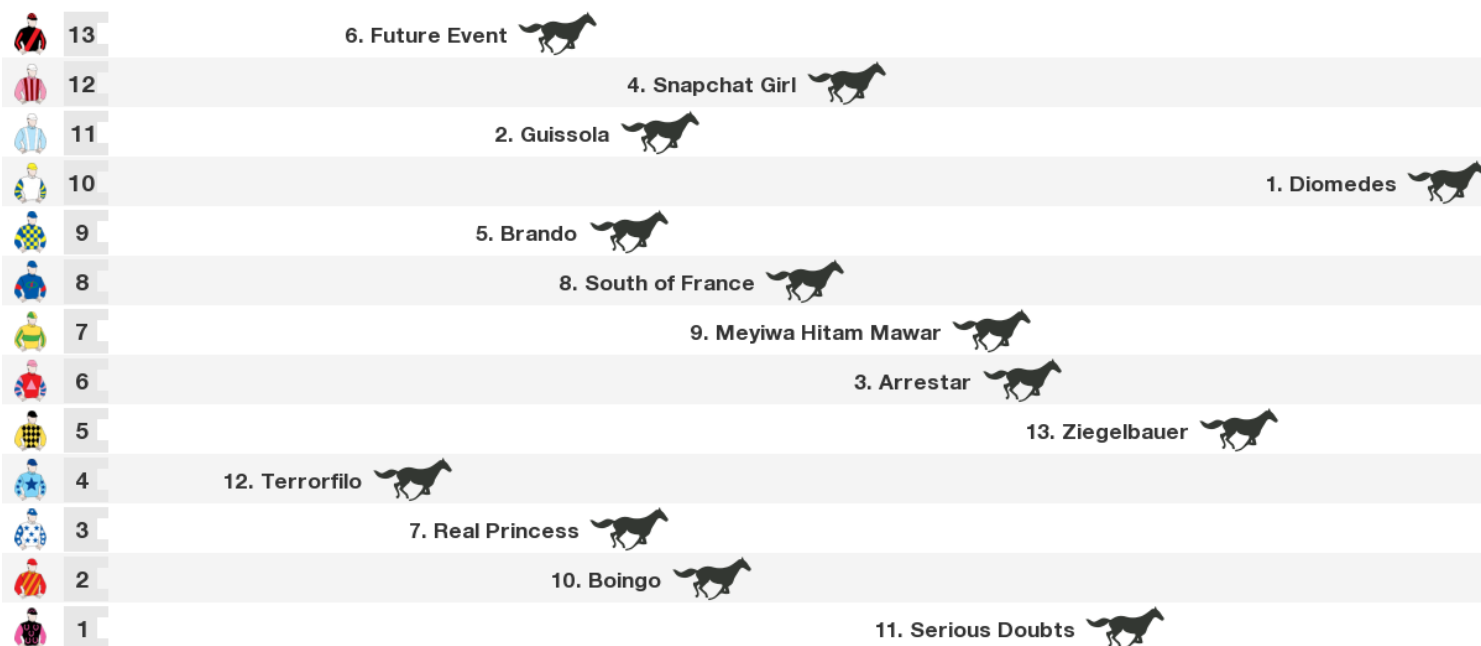 13 6. Future Event
12 4. Snapchat Girl
11 2. Guissola
10 1. Diomedes
9 5. Brando
8 8. South of France
7 9. Meyiwa Hitam Mawar
6 3. Arrestar
5 13. Ziegelbauer
4 12. Terrorfilo
3 7. Real Princess
2 10. Boingo
1 11. Serious Doubts